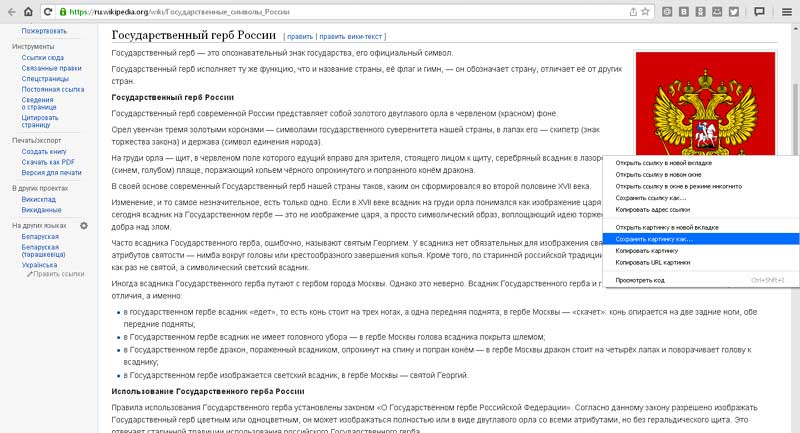 https://ru.wikipedia.org/wiki/Государственные_символы_России
Пожертвовать
Инструменты
Ссылки сюда
Связанные правки
Спецстраницы
Постоянная ссылка
Сведения
о странице
Цитировать
страницу
Печать/экспорт
Создать книгу
Скачать как PDF
Версия для печати
В других проектах
Викисклад
Викиданные
На других языках
Беларуская
Беларуская
(тарашкевіца)
Українська
Править ссылки
Государственный герб России [ править | править вики-текст ]
Государственный герб — это опознавательный знак государства, его официальный символ.
Государственный герб исполняет ту же функцию, что и название страны, её флаг и гимн, — он обозначает страну, отличает её от других
стран.
Государственный герб России
Государственный герб современной России представляет собой золотого двуглавого орла в червленом (красном) фоне.
Орел увенчан тремя золотыми коронами — символами государственного суверенитета нашей страны, в лапах его — скипетр (знак
торжества закона) и держава (символ единения народа).
На груди орла — щит, в червленом поле которого едущий вправо для зрителя, стоящего лицом к щиту, серебряный всадник в лазоре
(синем, голубом) плаще, поражающий копьем чёрного опрокинутого и попранного конём дракона.
В своей основе современный Государственный герб нашей страны таков, каким он сформировался во второй половине XVII века.
Изменение, и то самое незначительное, есть только одно. Если в XVII веке всадник на груди орла понимался как изображение царя
сегодня всадник на Государственном гербе — это не изображение царя, а просто символический образ, воплощающий идею торже
добра над злом.
Часто всадника Государственного герба, ошибочно, называют святым Георгием. У всадника нет обязательных для изображения свя
атрибутов святости — нимба вокруг головы или крестообразного завершения копья. Кроме того, по старинной российской традици
как раз не святой, а символический светский всадник.
Иногда всадника Государственного герба путают с гербом города Москвы. Однако это неверно. Всадник Государственного герба и г
отличия, а именно:
в государственном гербе всадник «едет», то есть конь стоит на трех ногах, а одна передняя поднята; в гербе Москвы — «скачет»: конь опирается на две задние ноги, обе
передние подняты;
в Государственном гербе всадник не имеет головного убора — в гербе Москвы голова всадника покрыта шлемом;
в Государственном гербе дракон, пораженный всадником, опрокинут на спину и попран конём — в гербе Москвы дракон стоит на четырёх лапах и поворачивает голову к
всаднику;
в Государственном гербе изображается светский всадник, в гербе Москвы — святой Георгий.
Использование Государственного герба России
Правила использования Государственного герба установлены законом «О Государственном гербе Российской Федерации». Согласно данному закону разрешено изображать
Государственный герб цветным или одноцветным, он может изображаться полностью или в виде двуглавого орла со всеми атрибутами, но без геральдического щита. Это
отвечает старинной традиции использования российского Государственного герба.
Открыть ссылку в новой вкладке
Открыть ссылку в новом окне
Открыть ссылку в окне в режиме инкогнито
Сохранить ссылку как...
Копировать адрес ссылки
Открыть картинку в новой вкладке
Сохранить картинку как...
Копировать картинку
Копировать URL картинки
Просмотреть код Ctrl+Shift+I